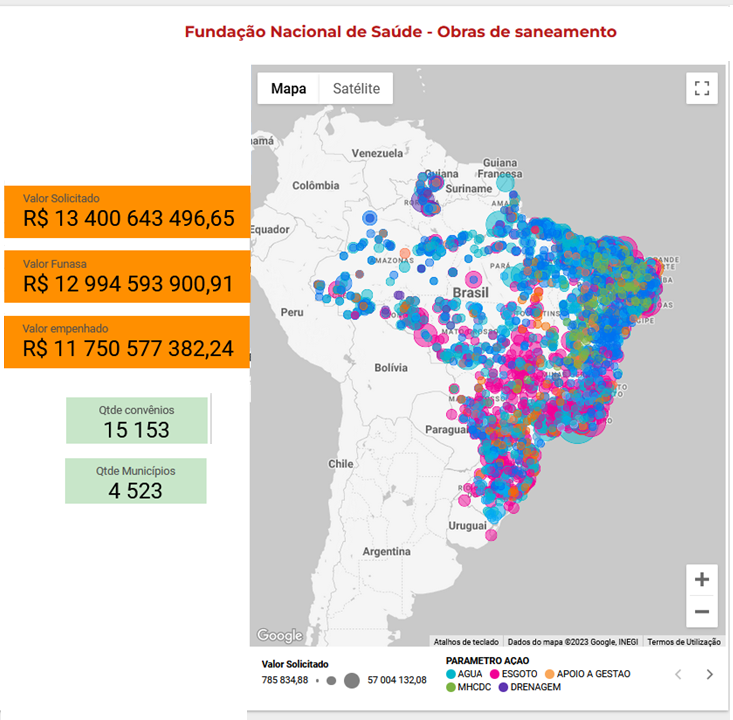 Fundação Nacional de Saúde - Obras de saneamento
Mapa
Satélite
Valor Solicitado
R$ 13 400 643 496,65
Valor Funasa
R$ 12 994 593 900,91
Valor empenhado
R$ 11 750 577 382,24
Qtde convênios
15 153
Qtde Municípios
4 523
Venezuela
Guiana
Guiana
Francesa
Suriname
Colômbia
Equador
AMAZONAS
PARÁ
Brasil
Peru
Bolívia
Chile
Uruguai
Argentina
Google
Atalhos de teclado
Dados do mapa ©2023 Google, INEGI
Termos de Utilização
Valor Solicitado
785 834,88
57 004 132,08
PARAMETRO AÇAO
AGUA
ESGOTO
APOIO A GESTAO
MHCDC
DRENAGEM